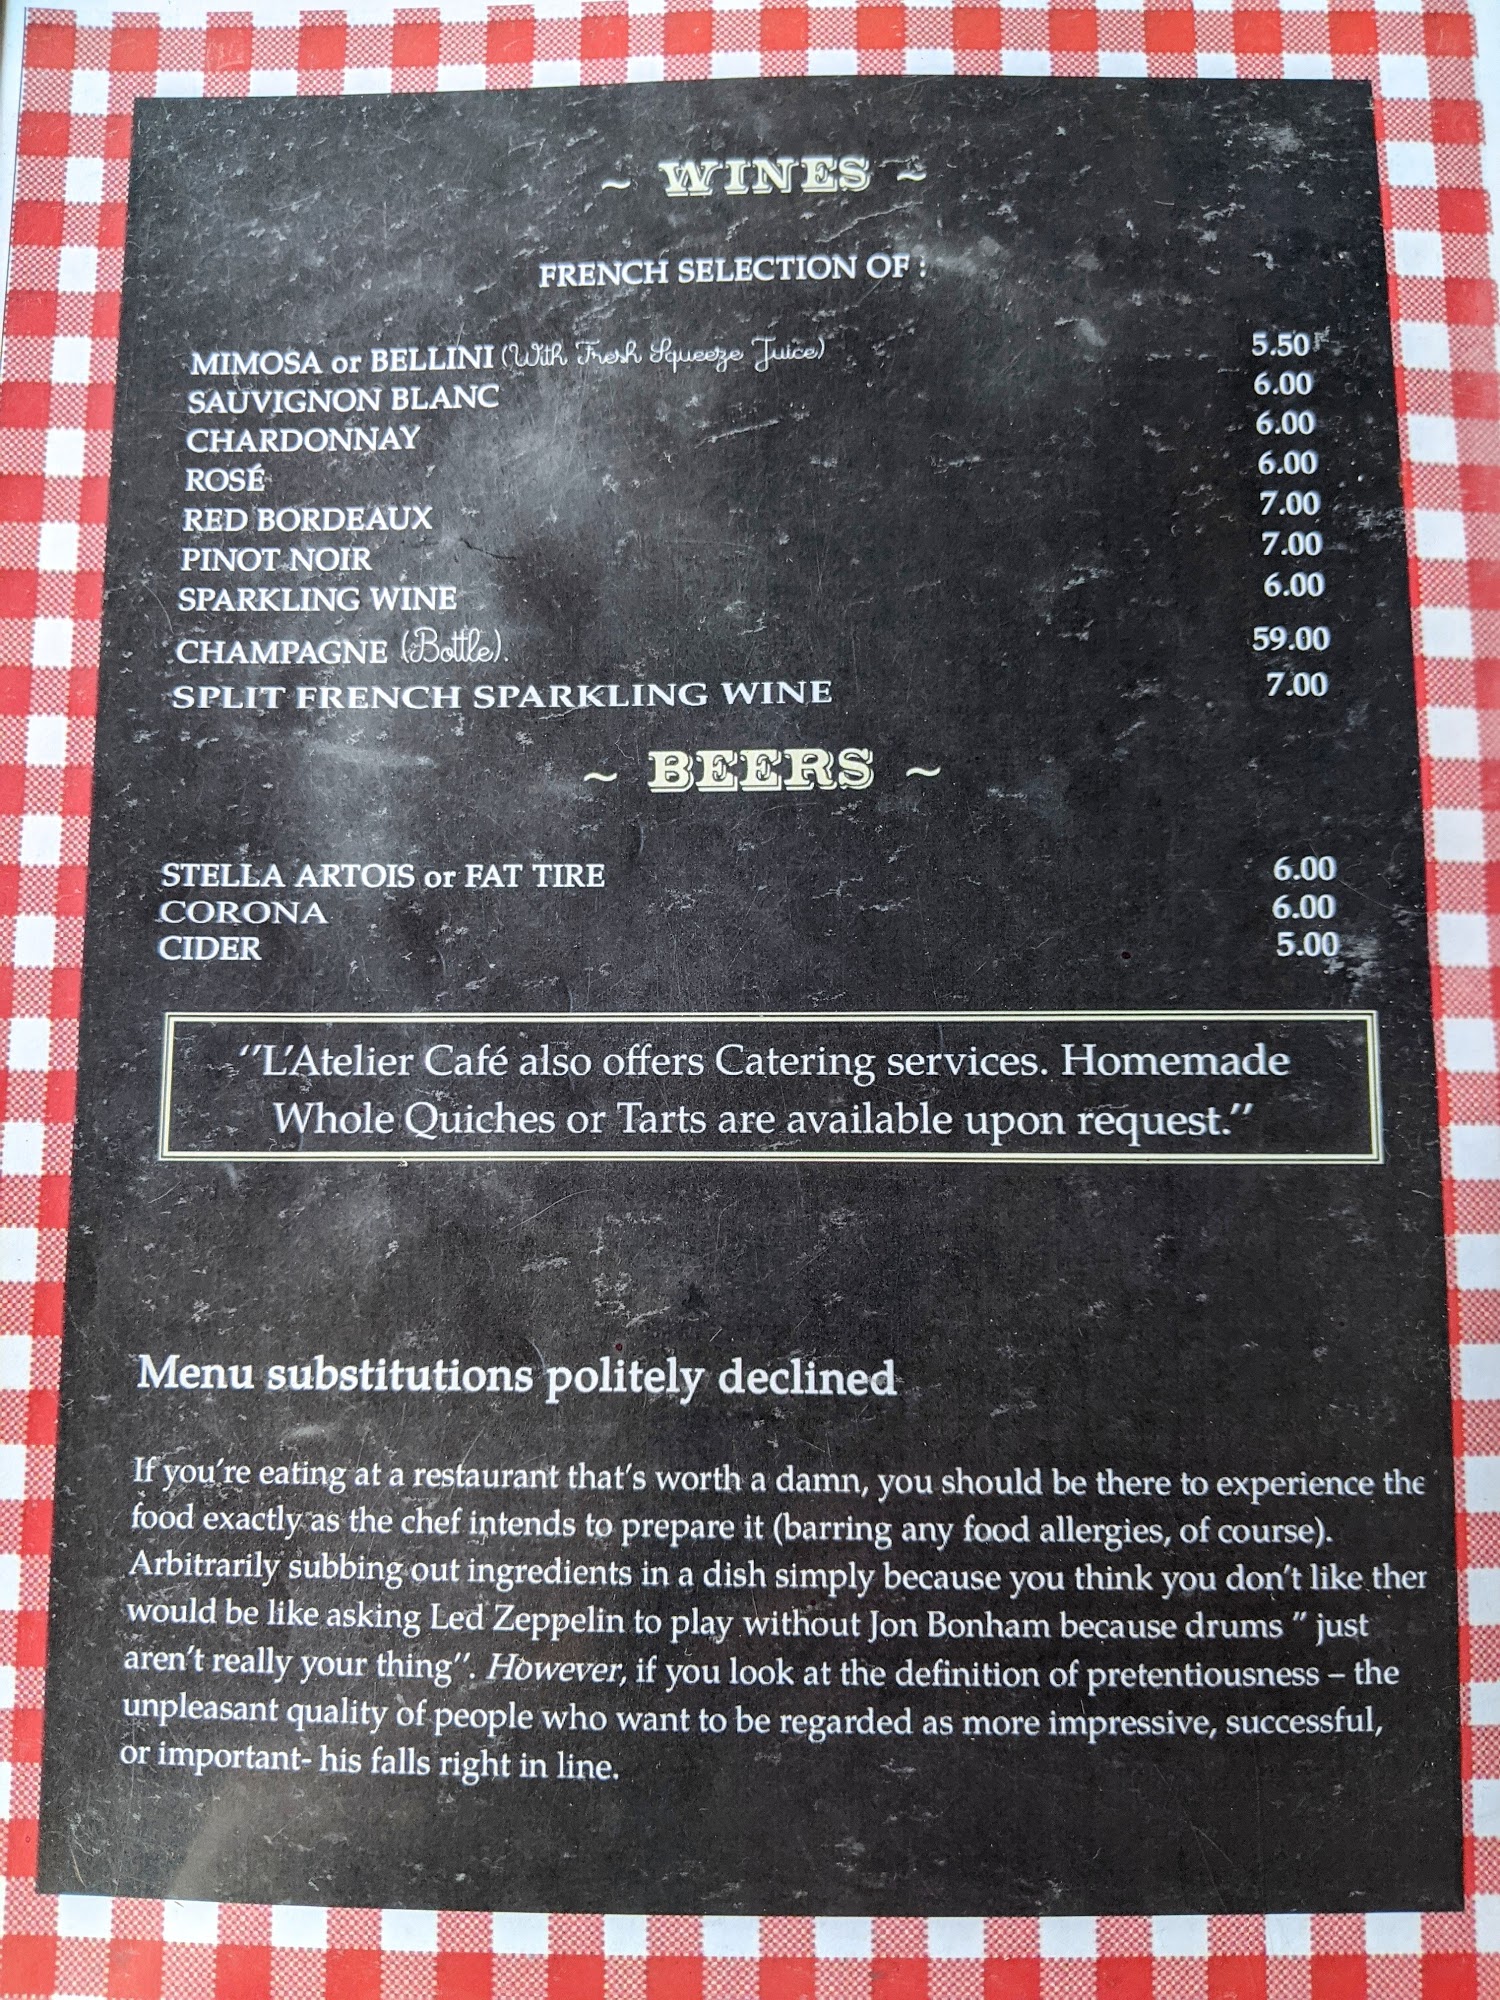 ~ WINES ~
FRENCH SELECTION OF :
MIMOSA or BELLINI (With Fresh Squeeze Juice) 5.50
SAUVIGNON BLANC 6.00
CHARDONNAY 6.00
ROSÉ 6.00
RED BORDEAUX 7.00
PINOT NOIR 7.00
SPARKLING WINE 6.00
CHAMPAGNE (Bottle). 59.00
SPLIT FRENCH SPARKLING WINE 7.00
~ BEERS ~
STELLA ARTOIS or FAT TIRE 6.00
CORONA 6.00
CIDER 5.00
"L'Atelier Café also offers Catering services. Homemade
Whole Quiches or Tarts are available upon request."
Menu substitutions politely declined
If you're eating at a restaurant that's worth a damn, you should be there to experience the
food exactly as the chef intends to prepare it (barring any food allergies, of course).
Arbitrarily subbing out ingredients in a dish simply because you think you don't like ther
would be like asking Led Zeppelin to play without Jon Bonham because drums " just
aren't really your thing". However, if you look at the definition of pretentiousness – the
unpleasant quality of people who want to be regarded as more impressive, successful,
or important- his falls right in line.